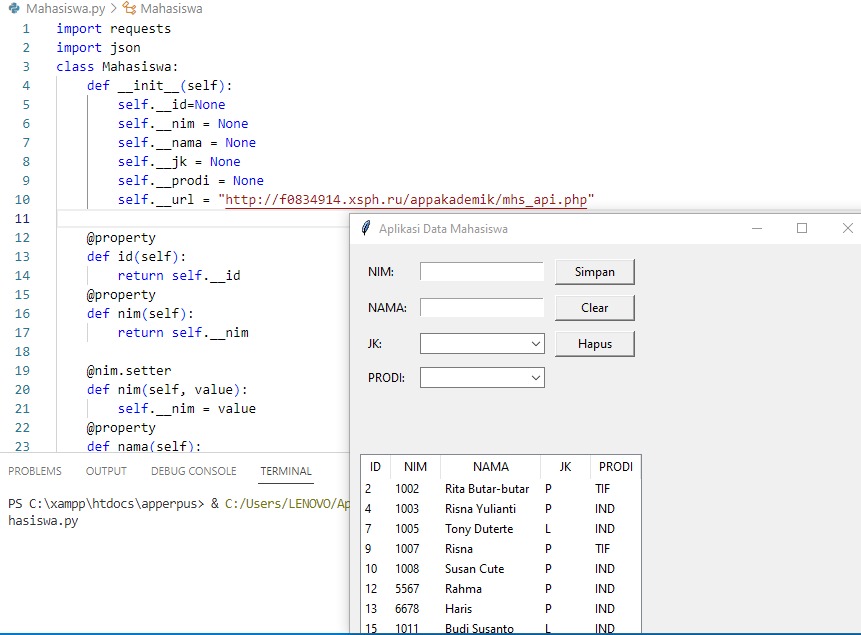 Mahasiswa.py > Mahasiswa
1 import requests
2 import json
3 class Mahasiswa:
4 def __init__(self):
5 self.__id=None
6 self.__nim = None
7 self.__nama = None
8 self.__jk = None
9 self.__prodi = None
10 self.__url = "http://f0834914.xsph.ru/appakademik/mhs_api.php"
11
12 @property
13 def id(self):
14 return self.__id
15 @property
16 def nim(self):
17 return self.__nim
18
19 @nim.setter
20 def nim(self, value):
21 self.__nim = value
22 @property
23 def nama(self):
PROBLEMS OUTPUT DEBUG CONSOLE TERMINAL
PS C:\xampp\htdocs\apperpus> & C:/Users/LENOVO/Ap
hasiswa.py
Aplikasi Data Mahasiswa
NIM: Simpan
NAMA: Clear
JK: Hapus
PRODI:
ID NIM NAMA JK PRODI
2 1002 Rita Butar-butar P TIF
4 1003 Risna Yulianti P IND
7 1005 Tony Duterte L IND
9 1007 Risna P TIF
10 1008 Susan Cute P IND
12 5567 Rahma P IND
13 6678 Haris P IND
15 1011 Budi Susanto L IND